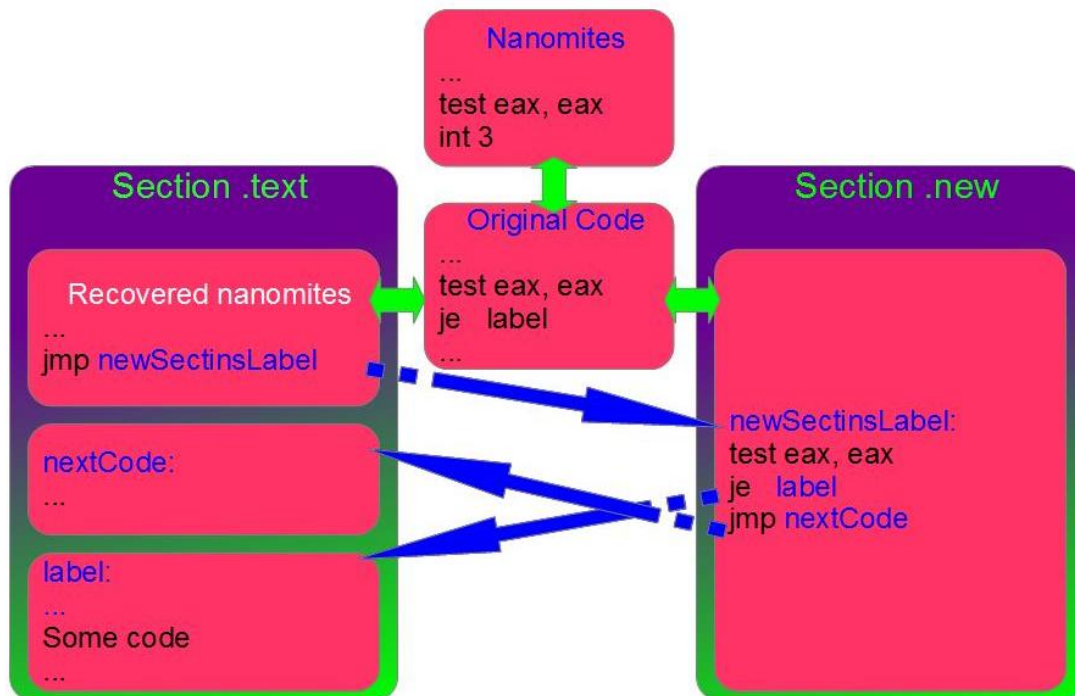 Nanomites
...
test eax, eax
int 3
Section .text
Recovered nanomites
...
jmp newSectinsLabel
nextCode:
...
label:
...
Some code
...
Original Code
...
test eax, eax
je label
...
Section .new
newSectinsLabel:
test eax, eax
je label
jmp nextCode